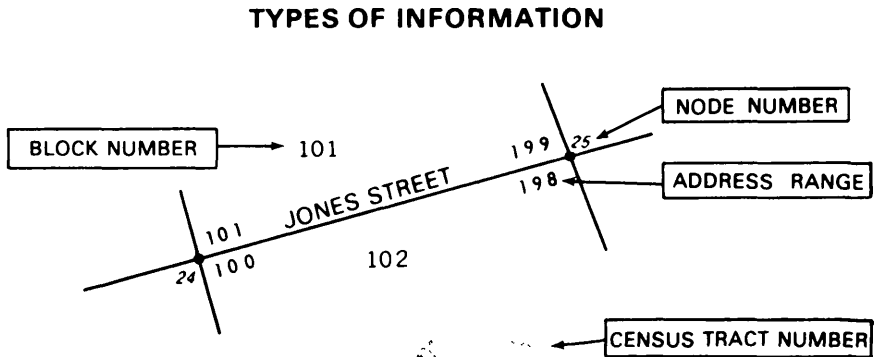 TYPES OF INFORMATION
NODE NUMBER
BLOCK NUMBER
101
199
25
JONES STREET
198
ADDRESS RANGE
101
24
100
102
CENSUS TRACT NUMBER